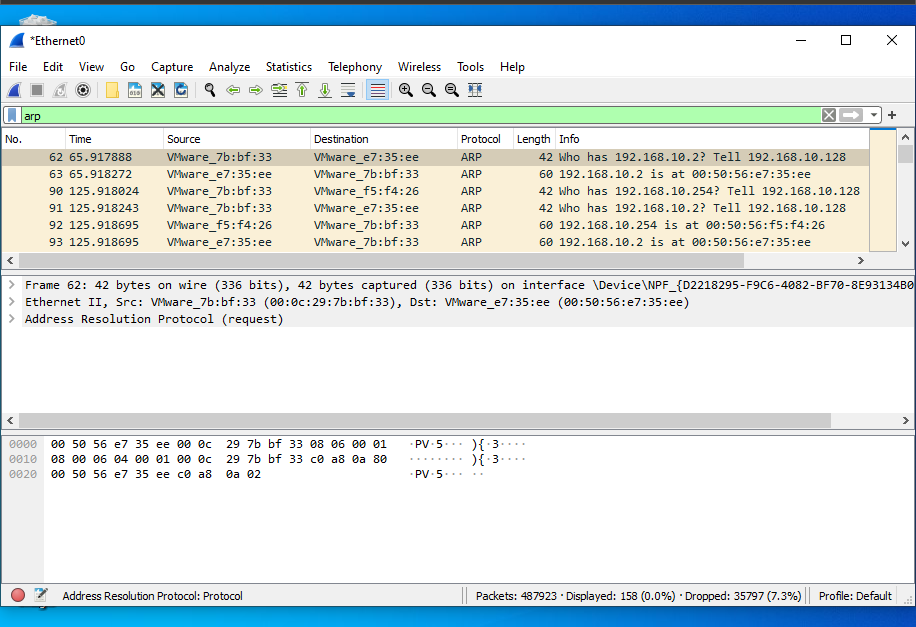 *Ethernet0
File Edit View Go Capture Analyze Statistics Telephony Wireless Tools Help
arp
No. Time Source Destination Protocol Length Info
62 65.917888 VMware_7b:bf:33 VMware_e7:35:ee ARP 42 Who has 192.168.10.2? Tell 192.168.10.128
63 65.918272 VMware_e7:35:ee VMware_7b:bf:33 ARP 60 192.168.10.2 is at 00:50:56:e7:35:ee
90 125.918024 VMware_7b:bf:33 VMware_f5:f4:26 ARP 42 Who has 192.168.10.254? Tell 192.168.10.128
91 125.918243 VMware_7b:bf:33 VMware_e7:35:ee ARP 42 Who has 192.168.10.2? Tell 192.168.10.128
92 125.918695 VMware_f5:f4:26 VMware_7b:bf:33 ARP 60 192.168.10.254 is at 00:50:56:f5:f4:26
93 125.918695 VMware_e7:35:ee VMware_7b:bf:33 ARP 60 192.168.10.2 is at 00:50:56:e7:35:ee
Frame 62: 42 bytes on wire (336 bits), 42 bytes captured (336 bits) on interface \Device\NPF_{D2218295-F9C6-4082-BF70-8E93134B0
Ethernet II, Src: VMware_7b:bf:33 (00:0c:29:7b:bf:33), Dst: VMware_e7:35:ee (00:50:56:e7:35:ee)
Address Resolution Protocol (request)
0000 00 50 56 e7 35 ee 00 0c 29 7b bf 33 08 06 00 01 ·PV·5··· ){·3····
0010 08 00 06 04 00 01 00 0c 29 7b bf 33 c0 a8 0a 80 ········ ){·3····
0020 00 50 56 e7 35 ee c0 a8 0a 02 ·PV·5··· ··
Address Resolution Protocol: Protocol Packets: 487923 · Displayed: 158 (0.0%) · Dropped: 35797 (7.3%) Profile: Default